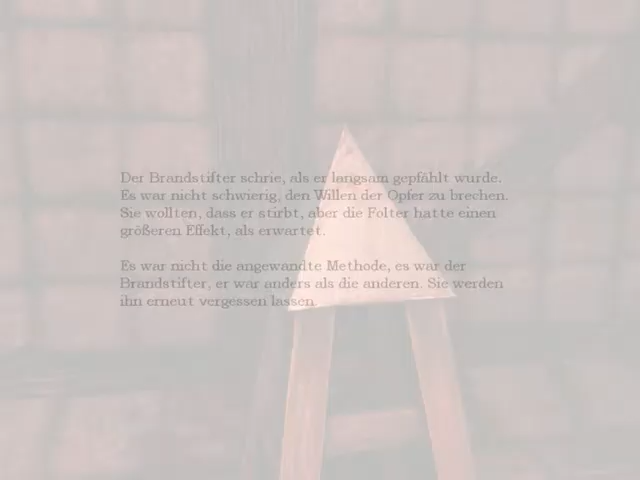 Der Brandstifter schrie, als er langsam gepfählt wurde.
Es war nicht schwierig, den Willen der Opfer zu brechen.
Sie wollten, dass er stirbt, aber die Folter hatte einen
größeren Effekt, als erwartet.
Es war nicht die angewandte Methode, es war der
Brandstifter, er war anders als die anderen. Sie werden
ihn erneut vergessen lassen.